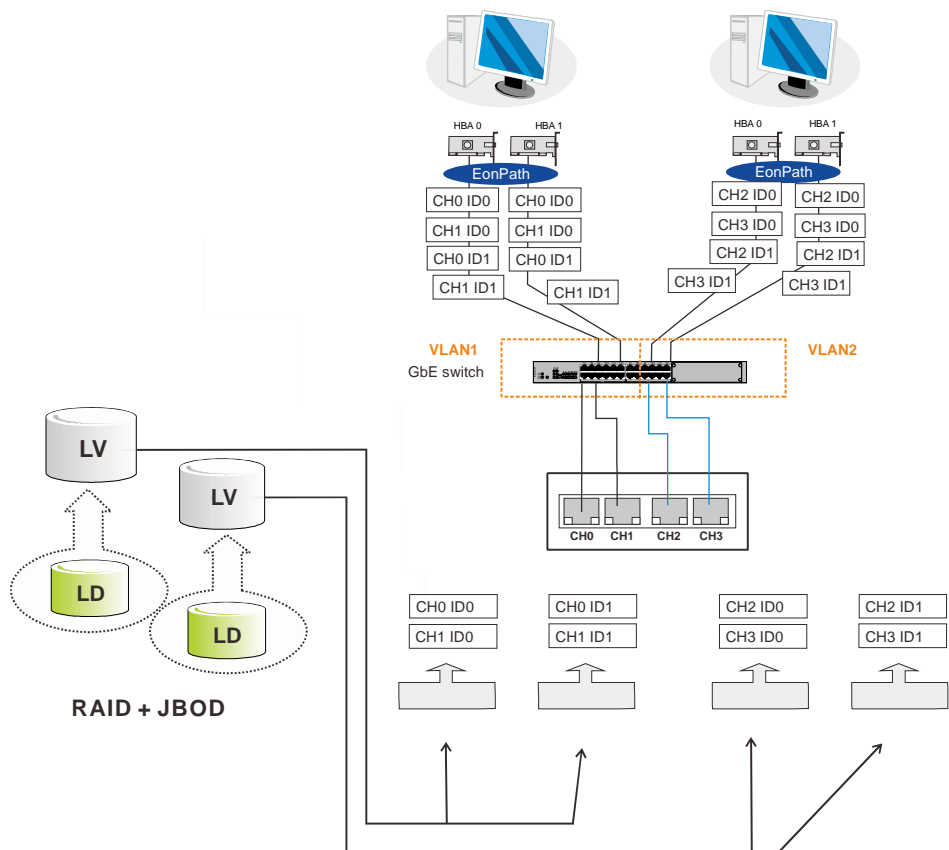 HBA 0
HBA 1
HBA 0
HBA 1
EonPath
EonPath
CH0 ID0
CH0 ID0
CH2 ID0
CH2 ID0
CH1 ID0
CH1 ID0
CH3 ID0
CH3 ID0
CH0 ID1
CH0 ID1
CH2 ID1
CH2 ID1
CH1 ID1
CH1 ID1
CH3 ID1
CH3 ID1
VLAN1
VLAN2
GbE switch
LV
LV
CH0
CH1
CH2
CH3
LD
LD
CH0 ID0
CH0 ID1
CH2 ID0
CH2 ID1
CH1 ID0
CH1 ID1
CH3 ID0
CH3 ID1
RAID + JBOD